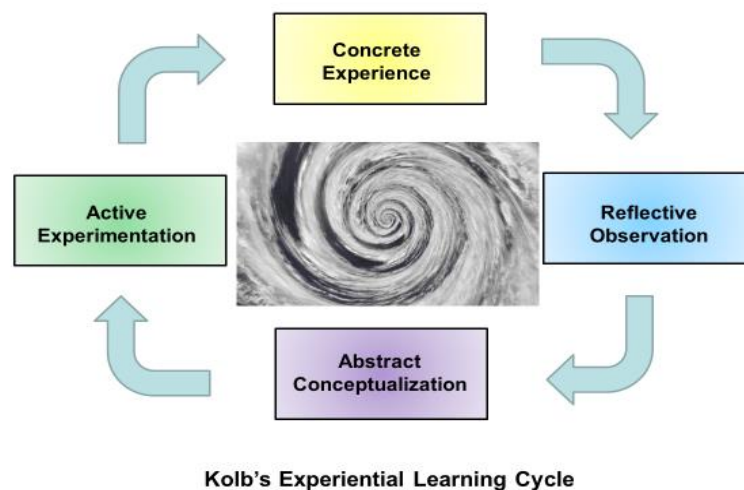 Concrete
Experience
Active
Experimentation
Reflective
Observation
Abstract
Conceptualization
Kolb's Experiential Learning Cycle